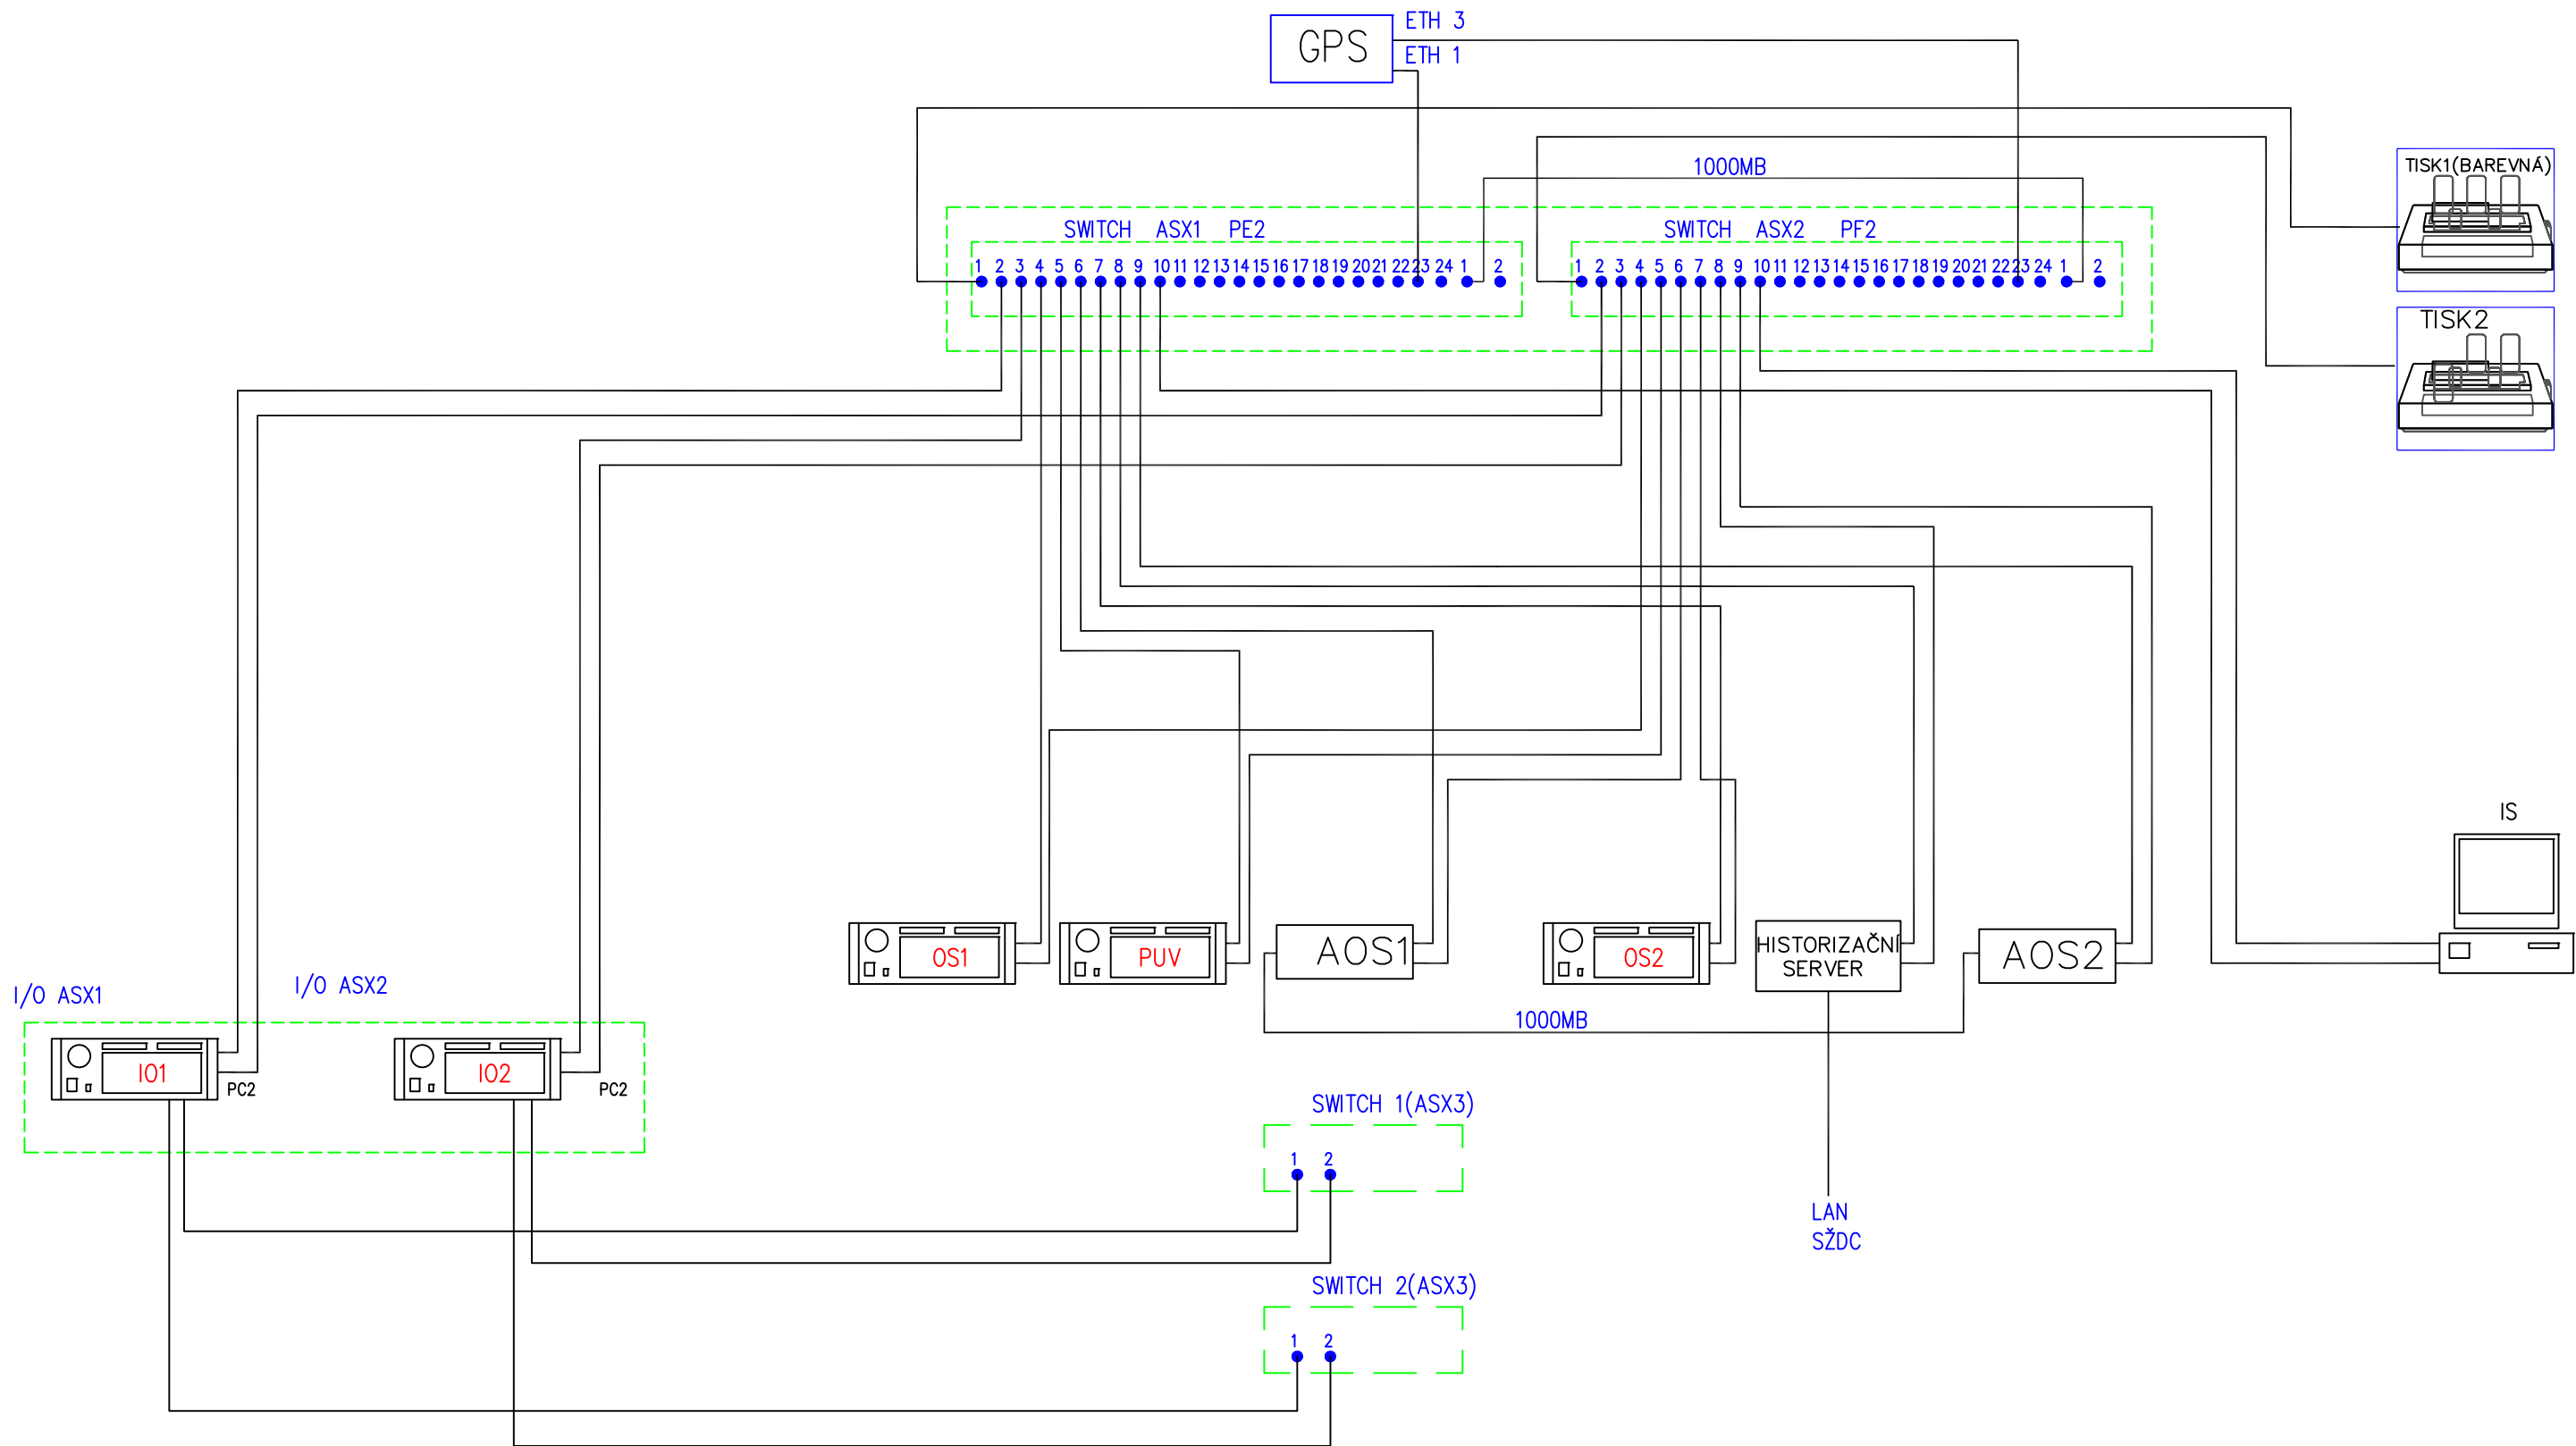 GPS
ETH 3
ETH 1
1000MB
TISK1(BAREVNÁ)
TISK2
SWITCH ASX1 PE2
1 2 3 4 5 6 7 8 9 10 11 12 13 14 15 16 17 18 19 20 21 22 23 24 1 2
SWITCH ASX2 PF2
1 2 3 4 5 6 7 8 9 10 11 12 13 14 15 16 17 18 19 20 21 22 23 24 1 2
IS
OS1
PUV
AOS1
OS2
HISTORIZAČNÍ
SERVER
AOS2
1000MB
I/O ASX1
I/O ASX2
IO1
PC2
IO2
PC2
SWITCH 1(ASX3)
1 2
LAN
SŽDC
SWITCH 2(ASX3)
1 2